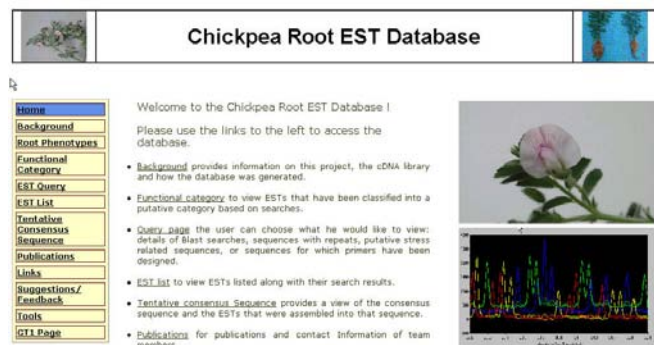 Chickpea Root EST Database
Home
Background
Root Phenotypes
Functional
Category
EST Query
EST List
Tentative
Consensus
Sequence
Publications
Links
Suggestions/
Feedback
Tools
GT1 Page
Welcome to the Chickpea Root EST Database !
Please use the links to the left to access the
database.
• Background provides information on this project, the cDNA library
and how the database was generated.
• Functional category to view ESTs that have been classified into a
putative category based on searches.
• Query page the user can choose what he would like to view:
details of Blast searches, sequences with repeats, putative stress
related sequences, or sequences for which primers have been
designed.
• EST list to view ESTs listed along with their search results.
• Tentative consensus Sequence provides a view of the consensus
sequence and the ESTs that were assembled into that sequence.
• Publications for publications and contact Information of team